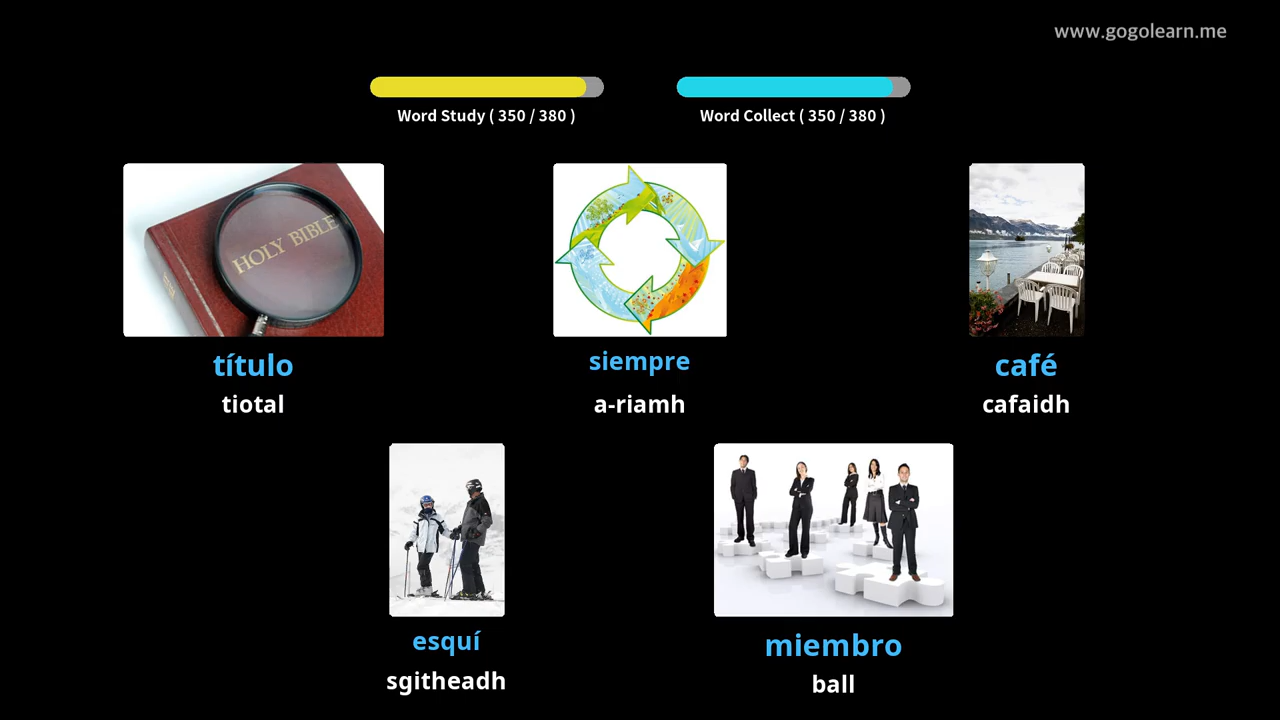 www.gogolearn.me
Word Study ( 350 / 380 )
Word Collect ( 350 / 380 )
HOLY BIBLE
título
siempre
café
tiotal
a-riamh
cafaidh
esquí
miembro
sgitheadh
ball